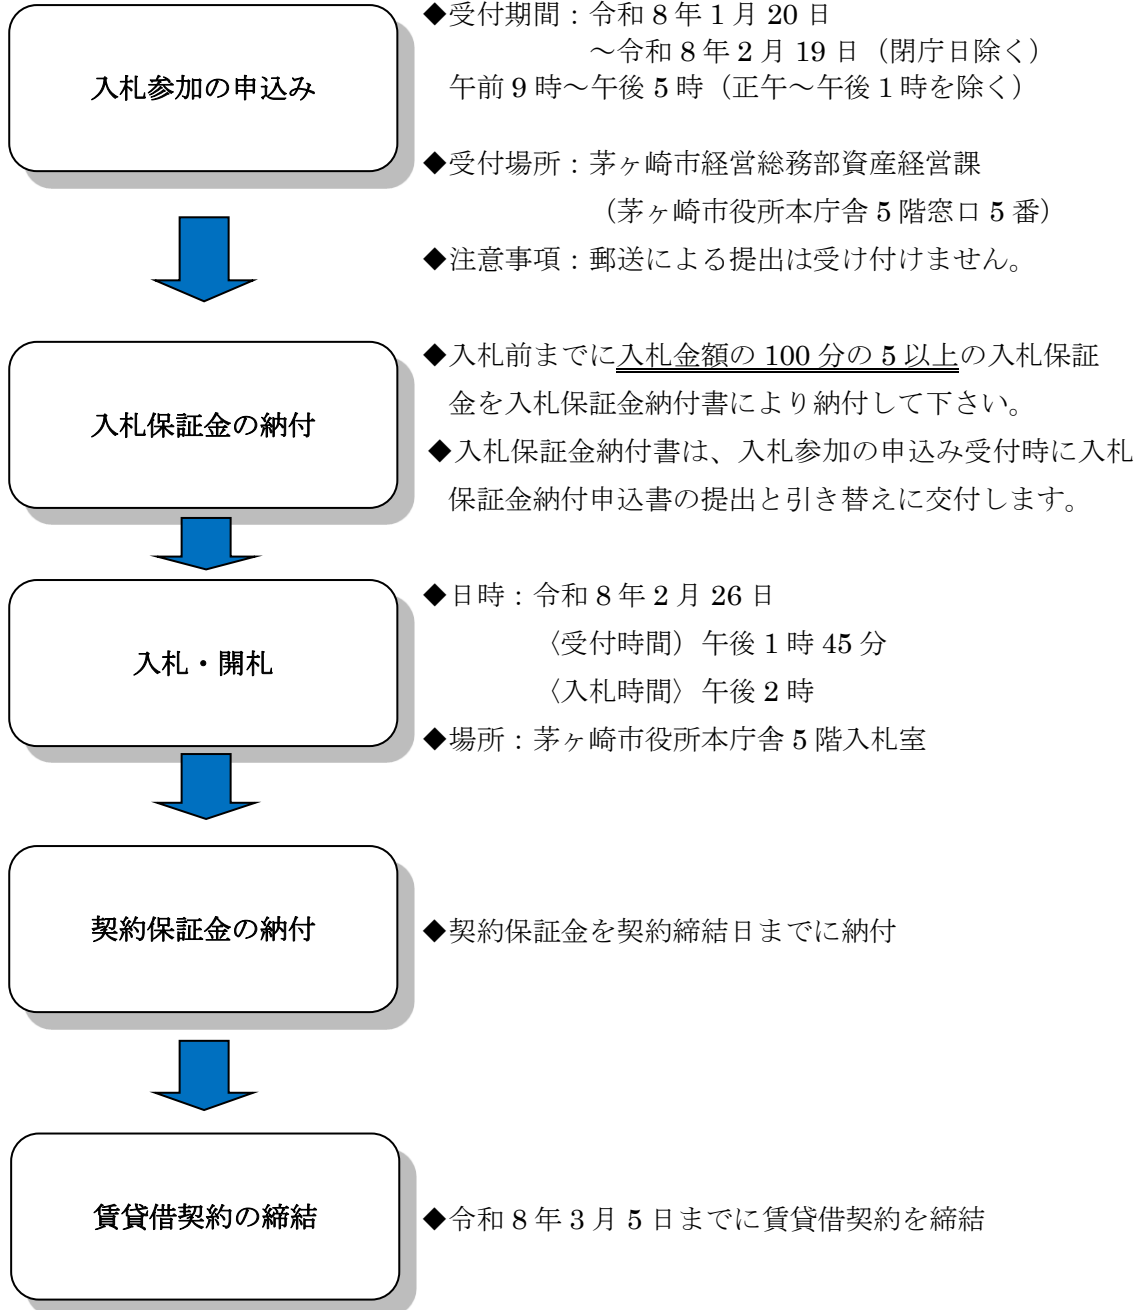 入札参加の申込み
◆受付期間：令和 8 年 1 月 20 日
～令和 8 年 2 月 19 日（閉庁日除く）
午前 9 時～午後 5 時（正午～午後 1 時を除く）
◆受付場所：茅ヶ崎市経営総務部資産経営課
（茅ヶ崎市役所本庁舎 5 階窓口 5 番）
◆注意事項：郵送による提出は受け付けません。
入札保証金の納付
◆入札前までに入札金額の 100 分の 5 以上の入札保証
金を入札保証金納付書により納付して下さい。
◆入札保証金納付書は、入札参加の申込み受付時に入札
保証金納付申込書の提出と引き替えに交付します。
入札・開札
◆日時：令和 8 年 2 月 26 日
〈受付時間）午後 1 時 45 分
〈入札時間〉午後 2 時
◆場所：茅ヶ崎市役所本庁舎 5 階入札室
契約保証金の納付
◆契約保証金を契約締結日までに納付
賃貸借契約の締結
◆令和 8 年 3 月 5 日までに賃貸借契約を締結